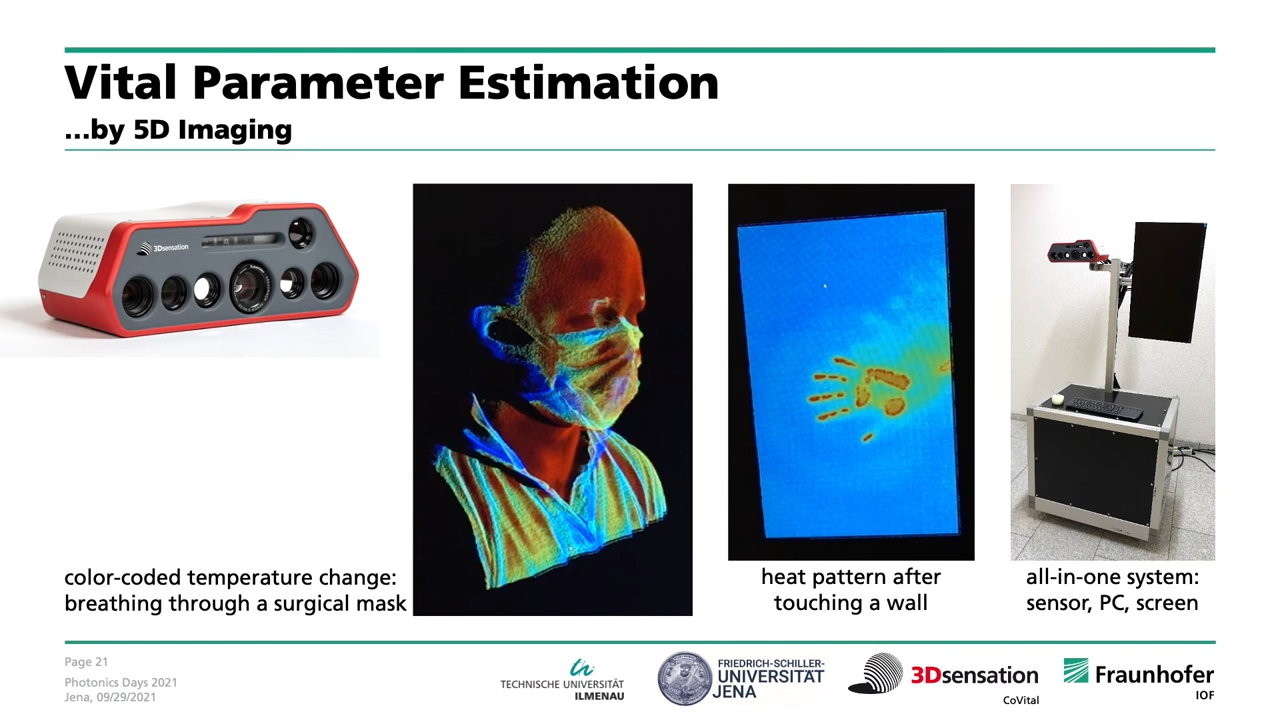 Vital Parameter Estimation
...by 5D Imaging
3Dsensation
color-coded temperature change:
breathing through a surgical mask
heat pattern after
touching a wall
all-in-one system:
sensor, PC, screen
Page 21
Photonics Days 2021
Jena, 09/29/2021
TECHNISCHE UNIVERSITÄT
ILMENAU
FRIEDRICH-SCHILLER-
UNIVERSITÄT
JENA
3Dsensation
CoVital
Fraunhofer
IOF